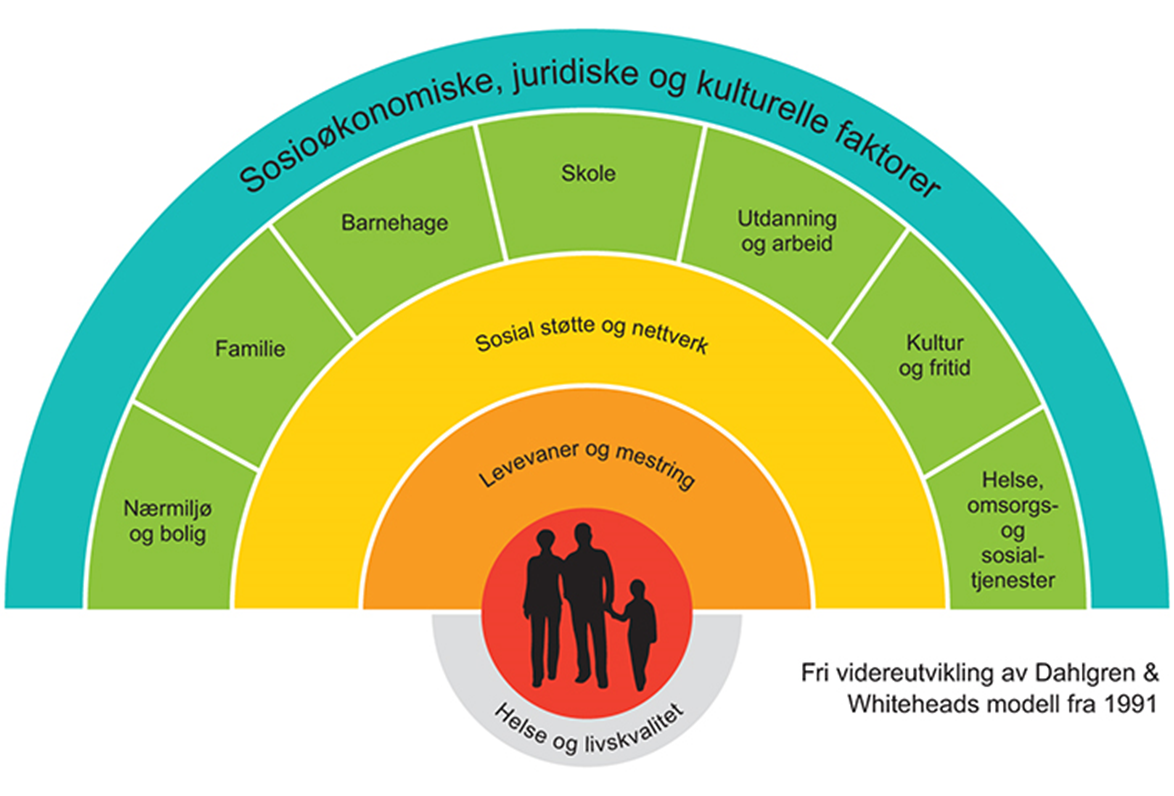 Sosioøkonomiske, juridiske og kulturelle faktorer
Nærmiljø
og bolig
Familie
Barnehage
Skole
Utdanning
og arbeid
Kultur
og fritid
Helse,
omsorgs-
og
sosial-
tjenester
Sosial støtte og nettverk
Levevaner og mestring
Helse og livskvalitet
Fri videreutvikling av Dahlgren &
Whiteheads modell fra 1991